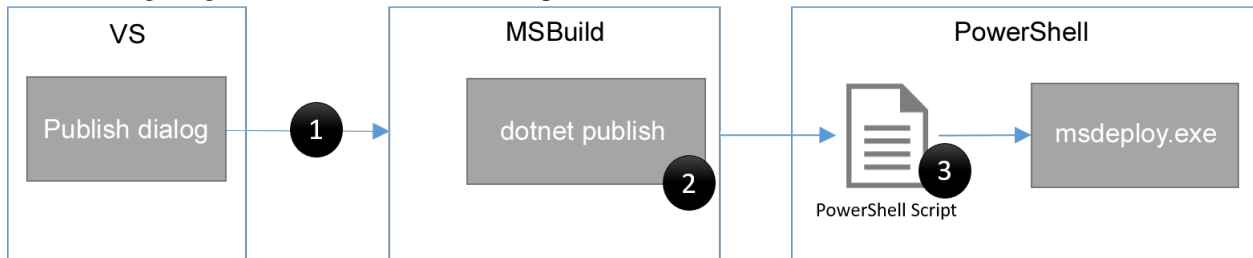 VS
MSBuild
PowerShell
Publish dialog
1
dotnet publish
2
3
msdeploy.exe
PowerShell Script